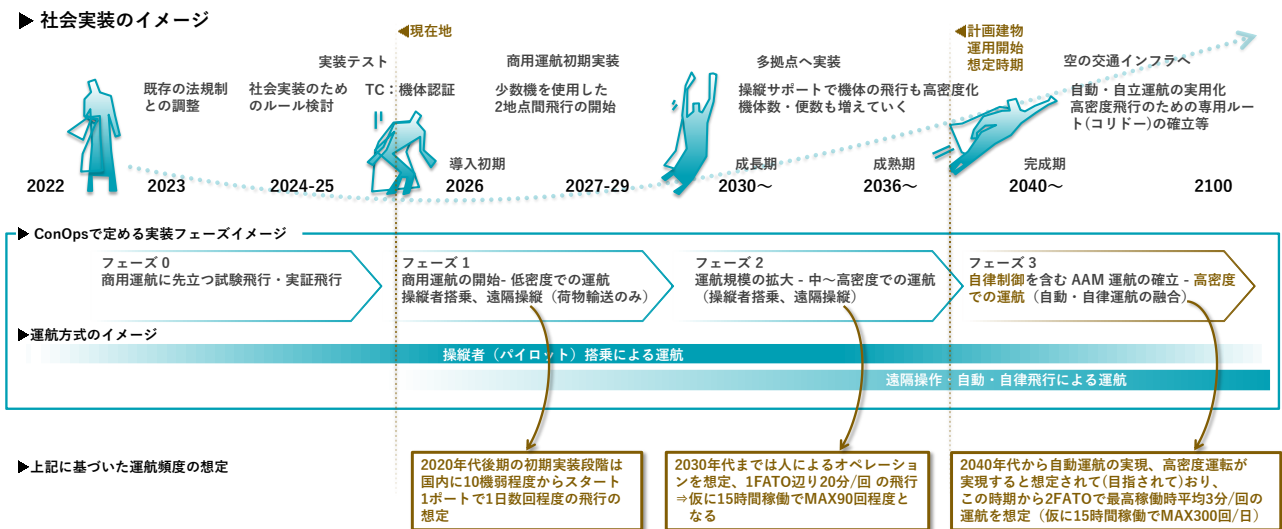 ▶ 社会実装のイメージ
◀現在地
◀計画建物
運用開始
想定時期
実装テスト
商用運航初期実装
多拠点へ実装
空の交通インフラへ
既存の法規制
との調整
社会実装のため
のルール検討
TC：機体認証
少数機を使用した
2地点間飛行の開始
操縦サポートで機体の飛行も高密度化
機体数・便数も増えていく
自動・自立運航の実用化
高密度飛行のための専用ルー
ト(コリドー)の確立等
導入初期
成長期
成熟期
完成期
2022
2023
2024-25
2026
2027-29
2030～
2036～
2040～
2100
▶ ConOpsで定める実装フェーズイメージ
フェーズ 0
商用運航に先立つ試験飛行・実証飛行
フェーズ 1
商用運航の開始- 低密度での運航
操縦者搭乗、遠隔操縦（荷物輸送のみ）
フェーズ 2
運航規模の拡大 - 中～高密度での運航
（操縦者搭乗、遠隔操縦）
フェーズ 3
自律制御を含む AAM 運航の確立 - 高密度
での運航（自動・自律運航の融合）
▶運航方式のイメージ
操縦者（パイロット）搭乗による運航
遠隔操作・自動・自律飛行による運航
▶上記に基づいた運航頻度の想定
2020年代後期の初期実装段階は
国内に10機弱程度からスタート
1ポートで1日数回程度の飛行の
想定
2030年代までは人によるオペレーショ
ンを想定、1FATO辺り20分/回 の飛行
⇒仮に15時間稼働でMAX90回程度と
なる
2040年代から自動運航の実現、高密度運転が
実現すると想定されて(目指されて)おり、
この時期から2FATOで最高稼働時平均3分/回の
運航を想定（仮に15時間稼働でMAX300回/日）